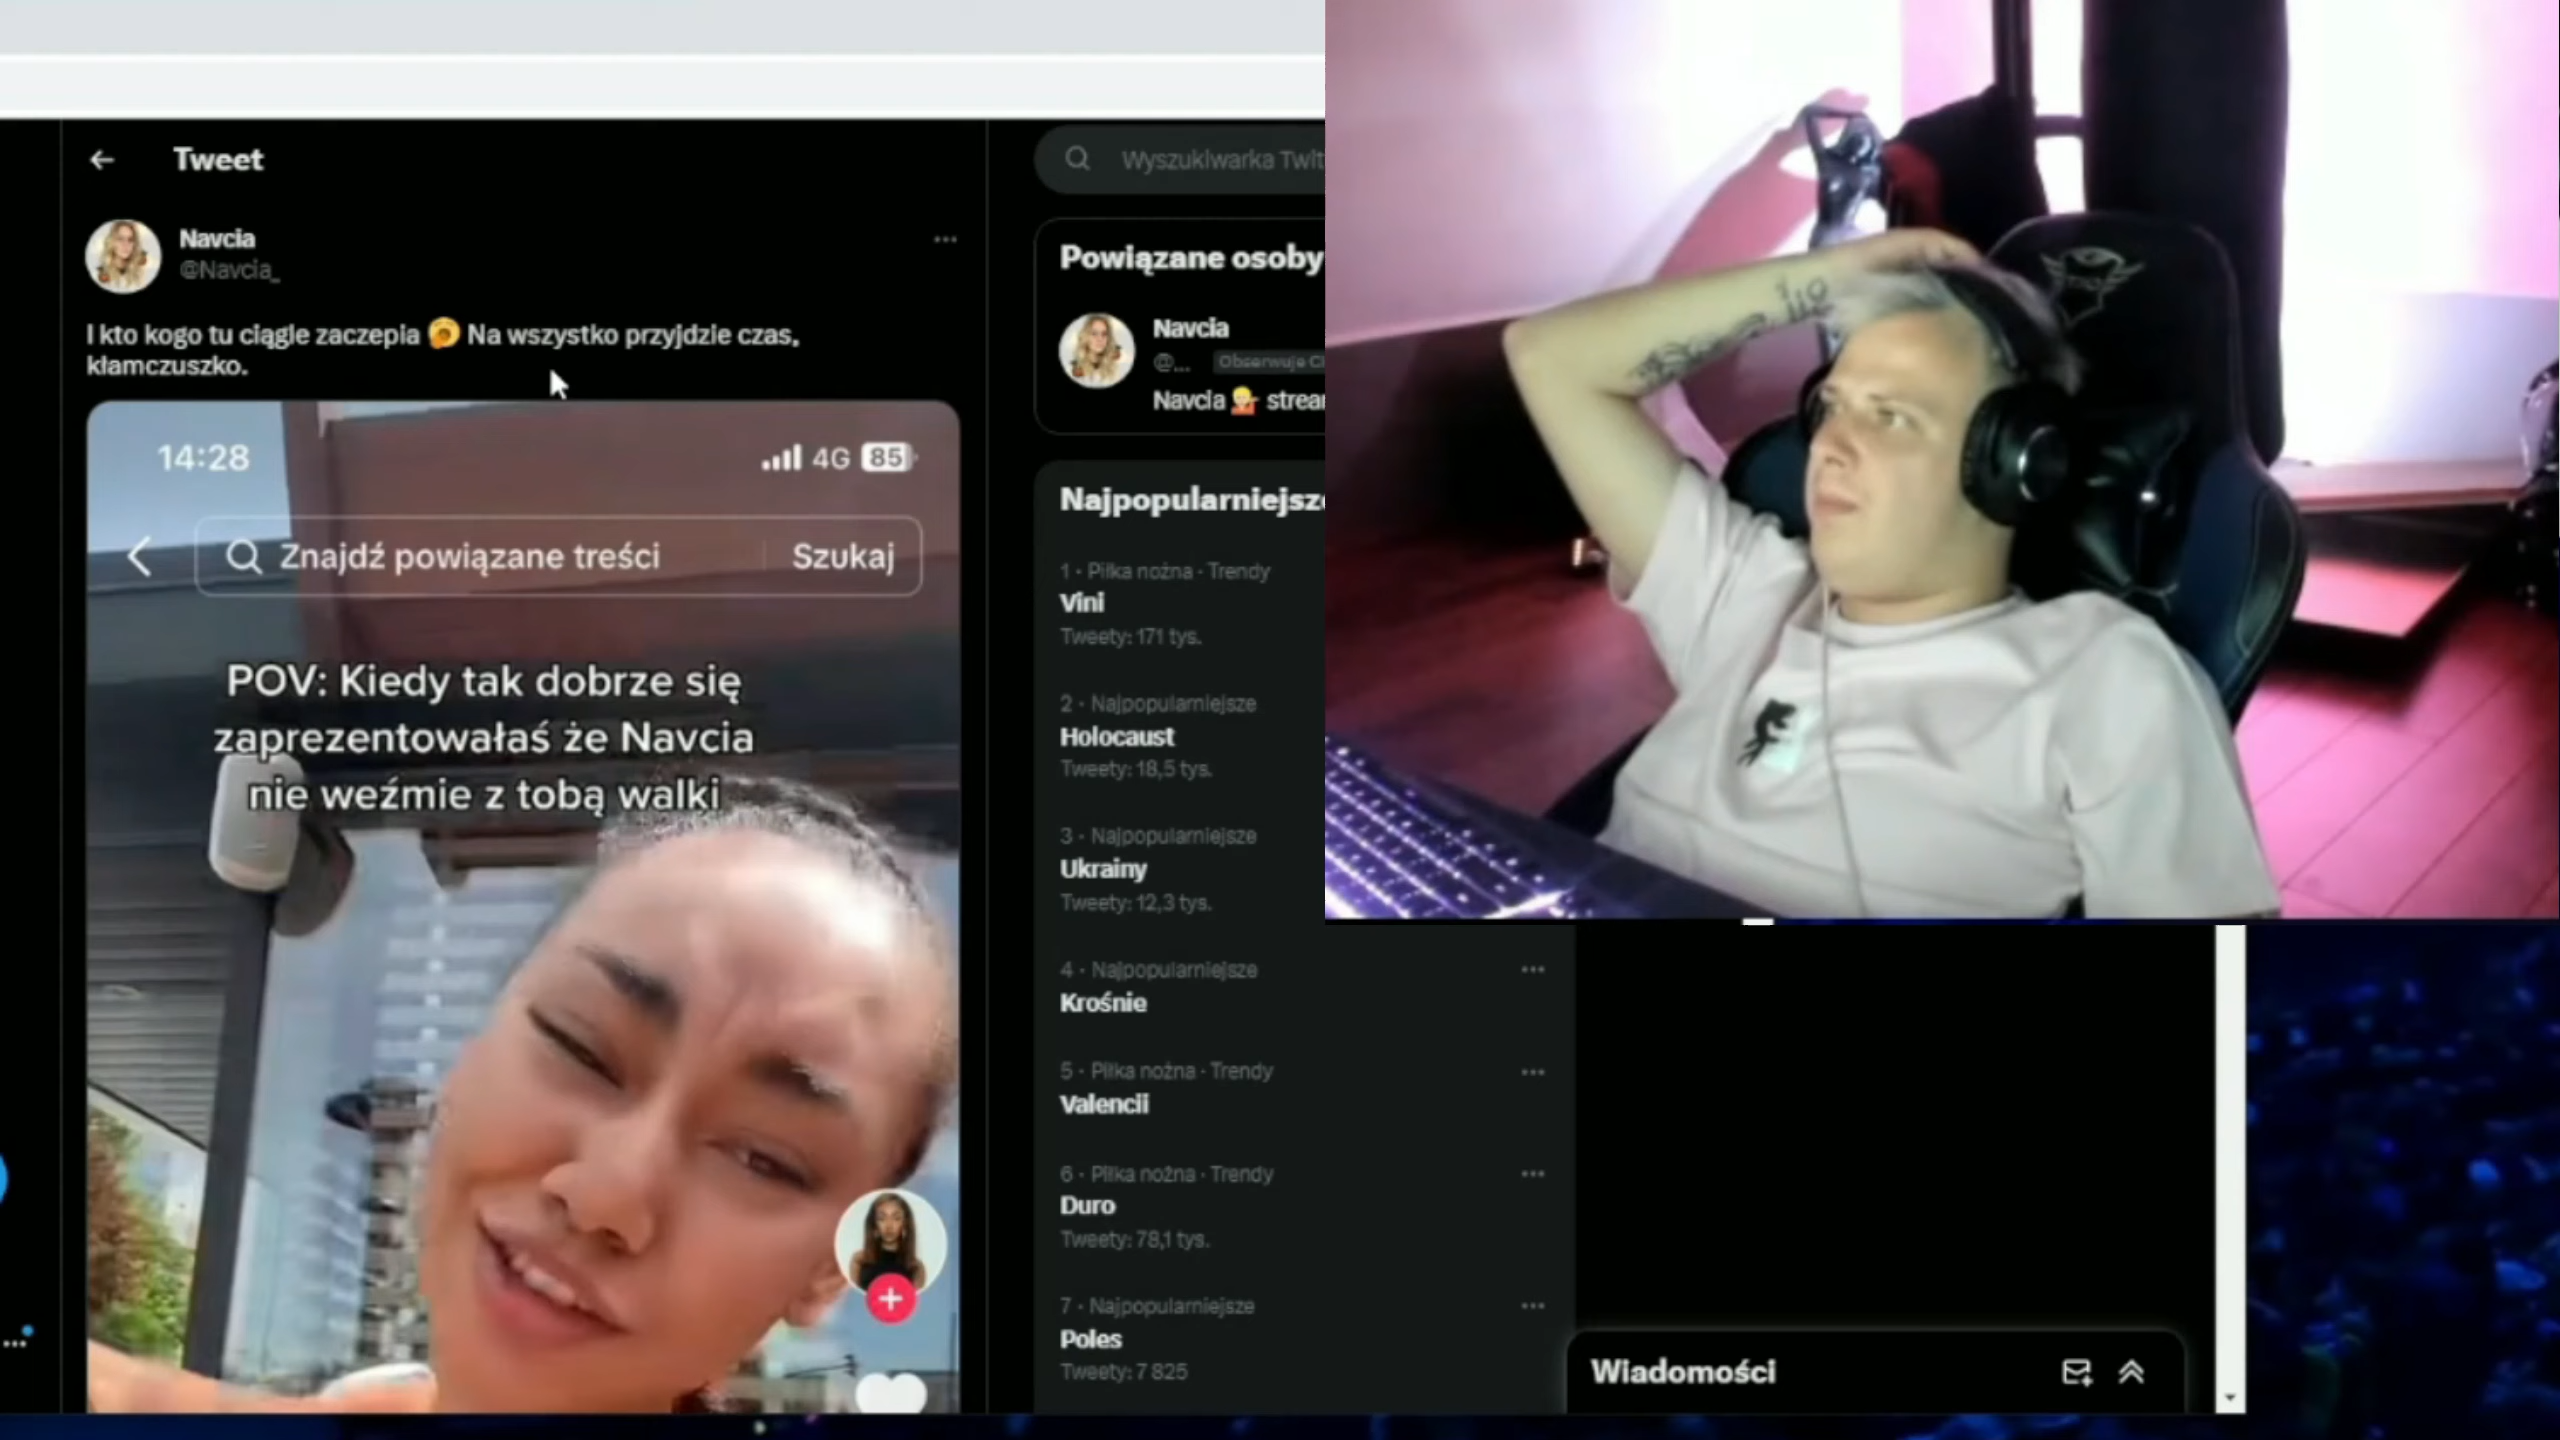 Tweet
Navcia
@Navcia_
I kto kogo tu ciągle zaczepia 🥱 Na wszystko przyjdzie czas,
kłamczuszko.
14:28
4G 85
Znajdź powiązane treści
Szukaj
POV: Kiedy tak dobrze się
zaprezentowałaś że Navcia
nie weźmie z tobą walki
Wyszukiwarka
Powiązane osoby
Navcia
@...
Obserwuje
Navcia 💁
Najpopularniejsze
1 · Piłka nożna · Trendy
Vini
Tweety: 171 tys.
2 · Najpopularniejsze
Holocaust
Tweety: 18,5 tys.
3 · Najpopularniejsze
Ukrainy
Tweety: 12,3 tys.
4 · Najpopularniejsze
Krośnie
5 · Piłka nożna · Trendy
Valencii
6 · Piłka nożna · Trendy
Duro
Tweety: 78,1 tys.
7 · Najpopularniejsze
Poles
Tweety: 7 825
Wiadomości